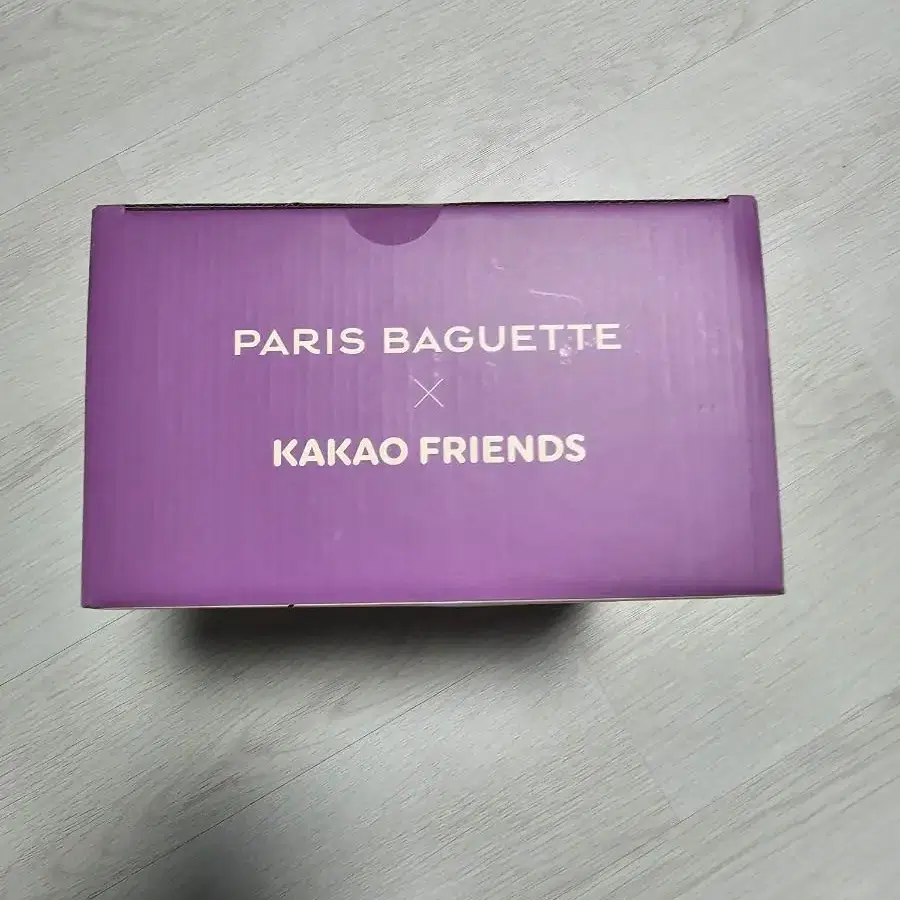 PARIS BAGUETTE
×
KAKAO FRIENDS